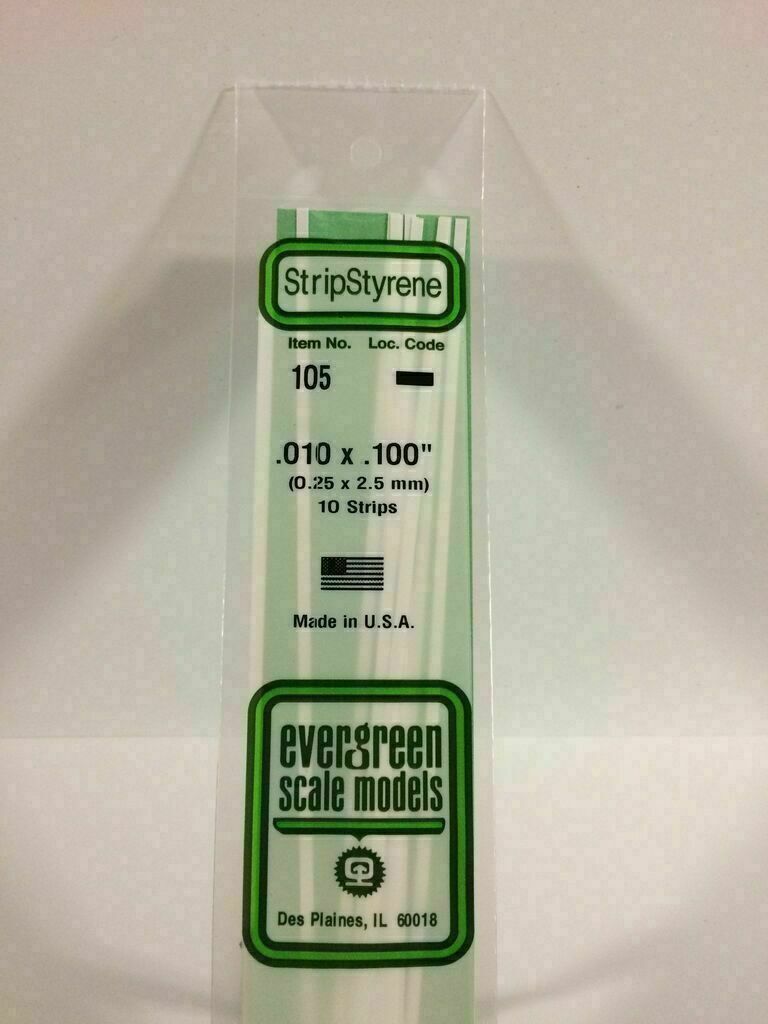 StripStyrene
Item No. Loc. Code
105
.010 x .100"
(0.25 x 2.5 mm)
10 Strips
Made in U.S.A.
evergreen
scale models
Des Plaines, IL 60018